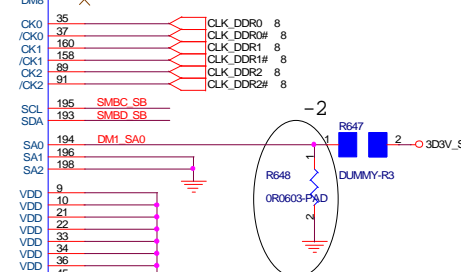 DM8
CK0 35 CLK_DDR0 8
/CK0 37 CLK_DDR0# 8
CK1 160 CLK_DDR1 8
/CK1 158 CLK_DDR1# 8
CK2 89 CLK_DDR2 8
/CK2 91 CLK_DDR2# 8
-2
SCL 195 SMBC_SB
SDA 193 SMBD_SB
R647
SA0 194 DM1_SA0 1 2 3D3V_S
SA1 196
SA2 198
1
R648 DUMMY-R3
0R0603-PAD
2
VDD 9
VDD 10
VDD 21
VDD 22
VDD 33
VDD 34
VDD 36
45